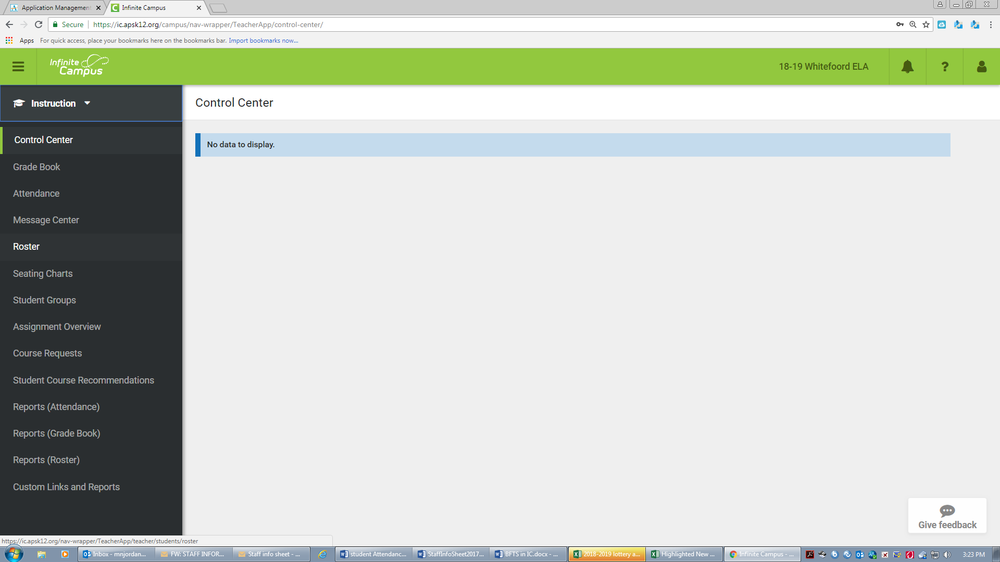 Application Management
Infinite Campus
Secure
https://ic.apsk12.org/campus/nav-wrapper/TeacherApp/control-center/
Apps
For quick access, place your bookmarks here on the bookmarks bar. Import bookmarks now...
Infinite Campus
18-19 Whitefoord ELA
?
Instruction
Control Center
Control Center
No data to display.
Grade Book
Attendance
Message Center
Roster
Seating Charts
Student Groups
Assignment Overview
Course Requests
Student Course Recommendations
Reports (Attendance)
Reports (Grade Book)
Reports (Roster)
Custom Links and Reports
Give feedback
https://ic.apsk12.org/nav-wrapper/TeacherApp/teacher/students/roster
Inbox - mnjordan...
FW: STAFF INFOR...
Staff info sheet - ...
student Attendanc...
StaffInfoSheet2017...
BFTS in IC.docx - ...
2018-2019 lottery a...
Highlighted New ...
Infinite Campus - ...
3:23 PM